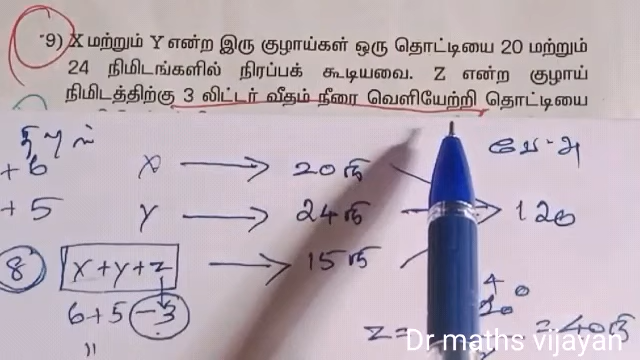 9) X மற்றும் Y என்ற இரு குழாய்கள் ஒரு தொட்டியை 20 மற்றும்
24 நிமிடங்களில் நிரப்பக் கூடியவை. Z என்ற குழாய்
நிமிடத்திற்கு 3 லிட்டர் வீதம் நீரை வெளியேற்றி தொட்டியை
+6 X → 20நி
+5 Y → 24நி → 120
8 X+Y+Z → 15நி
6+5-3
Z= = 40நி
Dr maths vijayan